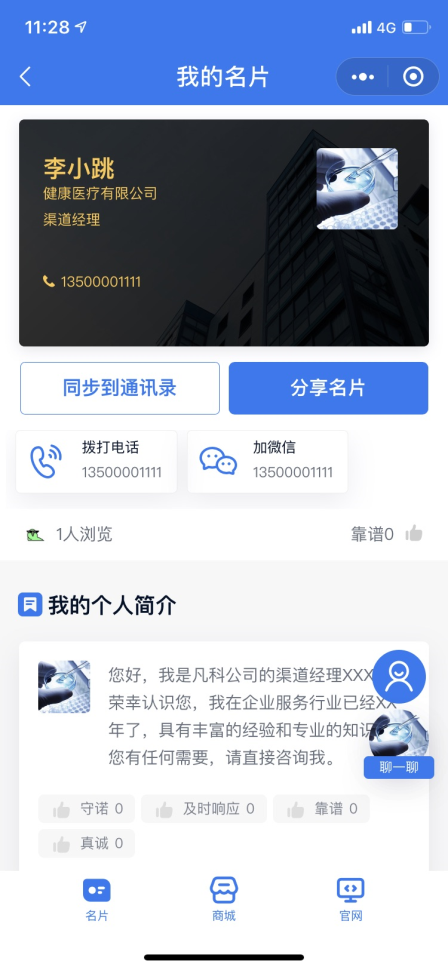 11:28
4G
我的名片
李小跳
健康医疗有限公司
渠道经理
13500001111
同步到通讯录
分享名片
拨打电话
13500001111
加微信
13500001111
1人浏览
靠谱0
我的个人简介
您好，我是凡科公司的渠道经理XXX
荣幸认识您，我在企业服务行业已经XX
年了，具有丰富的经验和专业的知识
您有任何需要，请直接咨询我。
聊一聊
守诺 0
及时响应 0
靠谱 0
真诚 0
名片
商城
官网